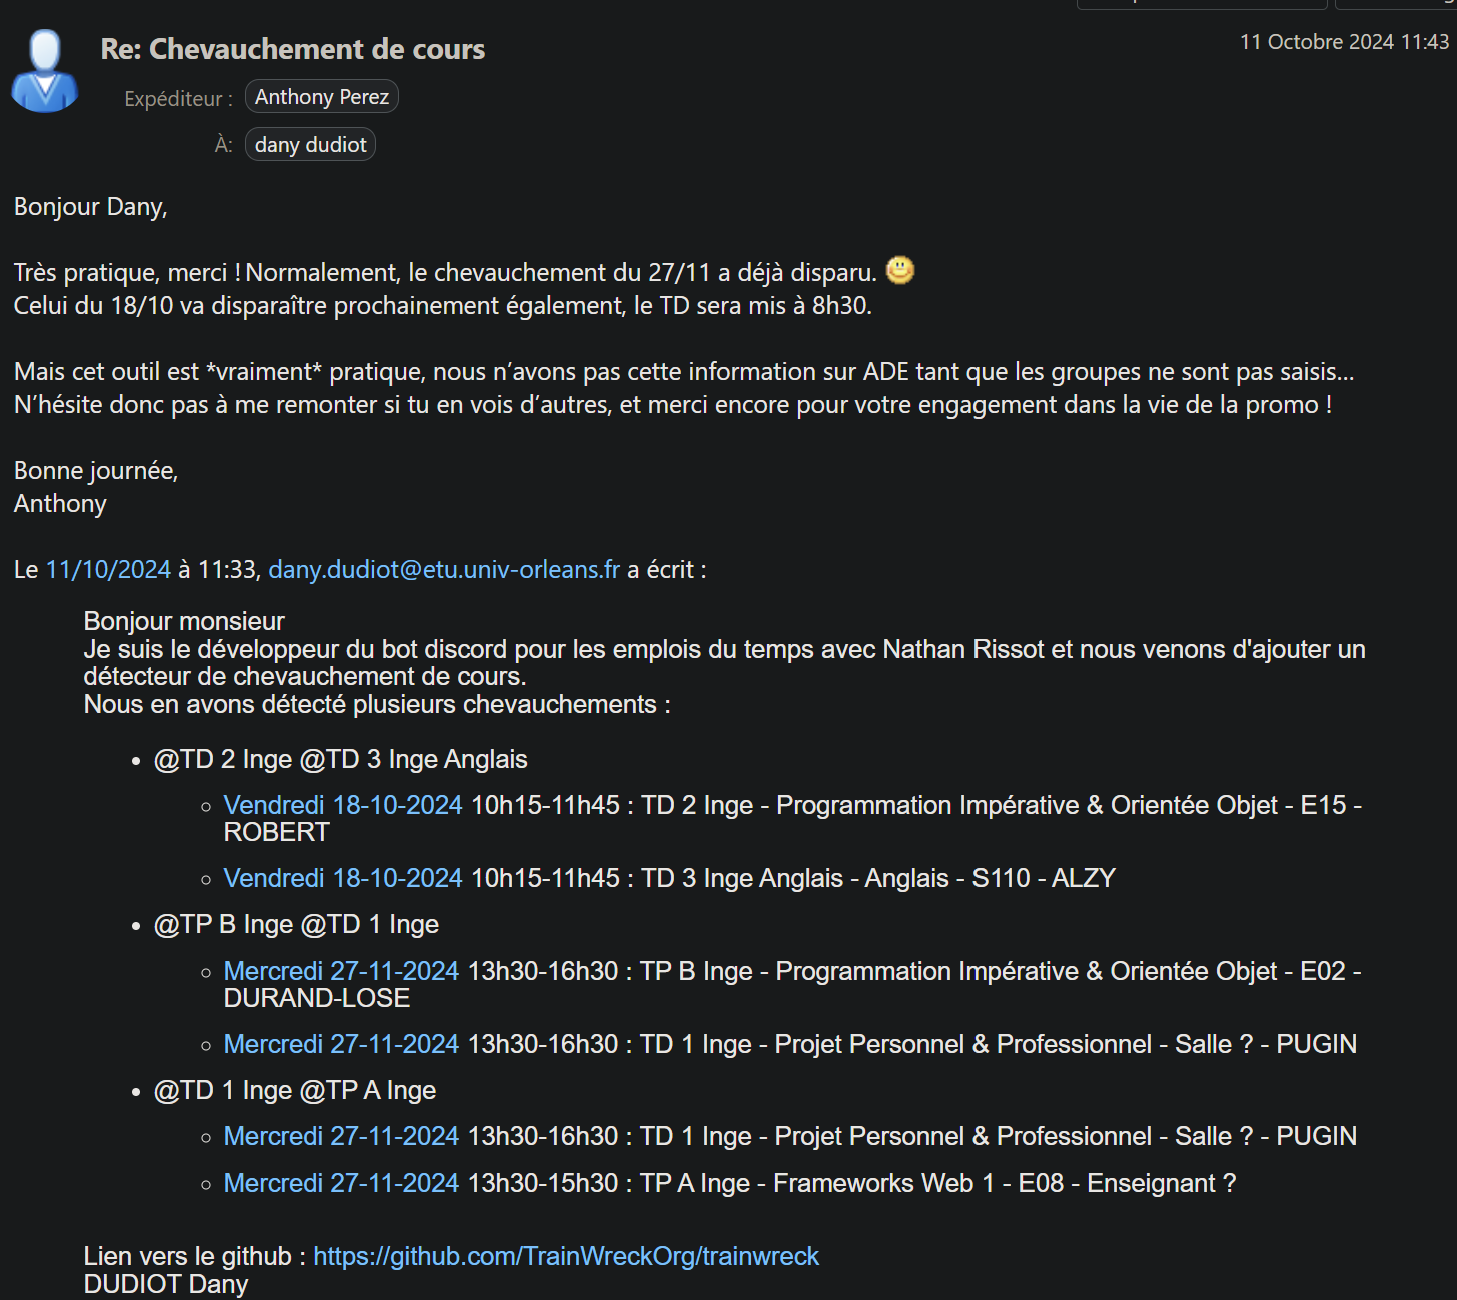 Re: Chevauchement de cours
11 Octobre 2024 11:43
Expéditeur : Anthony Perez
À: dany dudiot
Bonjour Dany,
Très pratique, merci ! Normalement, le chevauchement du 27/11 a déjà disparu.
Celui du 18/10 va disparaître prochainement également, le TD sera mis à 8h30.
Mais cet outil est *vraiment* pratique, nous n’avons pas cette information sur ADE tant que les groupes ne sont pas saisis...
N’hésite donc pas à me remonter si tu en vois d’autres, et merci encore pour votre engagement dans la vie de la promo !
Bonne journée,
Anthony
Le 11/10/2024 à 11:33, dany.dudiot@etu.univ-orleans.fr a écrit :
Bonjour monsieur
Je suis le développeur du bot discord pour les emplois du temps avec Nathan Rissot et nous venons d'ajouter un
détecteur de chevauchement de cours.
Nous en avons détecté plusieurs chevauchements :
• @TD 2 Inge @TD 3 Inge Anglais
◦ Vendredi 18-10-2024 10h15-11h45 : TD 2 Inge - Programmation Impérative & Orientée Objet - E15 -
ROBERT
◦ Vendredi 18-10-2024 10h15-11h45 : TD 3 Inge Anglais - Anglais - S110 - ALZY
• @TP B Inge @TD 1 Inge
◦ Mercredi 27-11-2024 13h30-16h30 : TP B Inge - Programmation Impérative & Orientée Objet - E02 -
DURAND-LOSE
◦ Mercredi 27-11-2024 13h30-16h30 : TD 1 Inge - Projet Personnel & Professionnel - Salle ? - PUGIN
• @TD 1 Inge @TP A Inge
◦ Mercredi 27-11-2024 13h30-16h30 : TD 1 Inge - Projet Personnel & Professionnel - Salle ? - PUGIN
◦ Mercredi 27-11-2024 13h30-15h30 : TP A Inge - Frameworks Web 1 - E08 - Enseignant ?
Lien vers le github : https://github.com/TrainWreckOrg/trainwreck
DUDIOT Dany